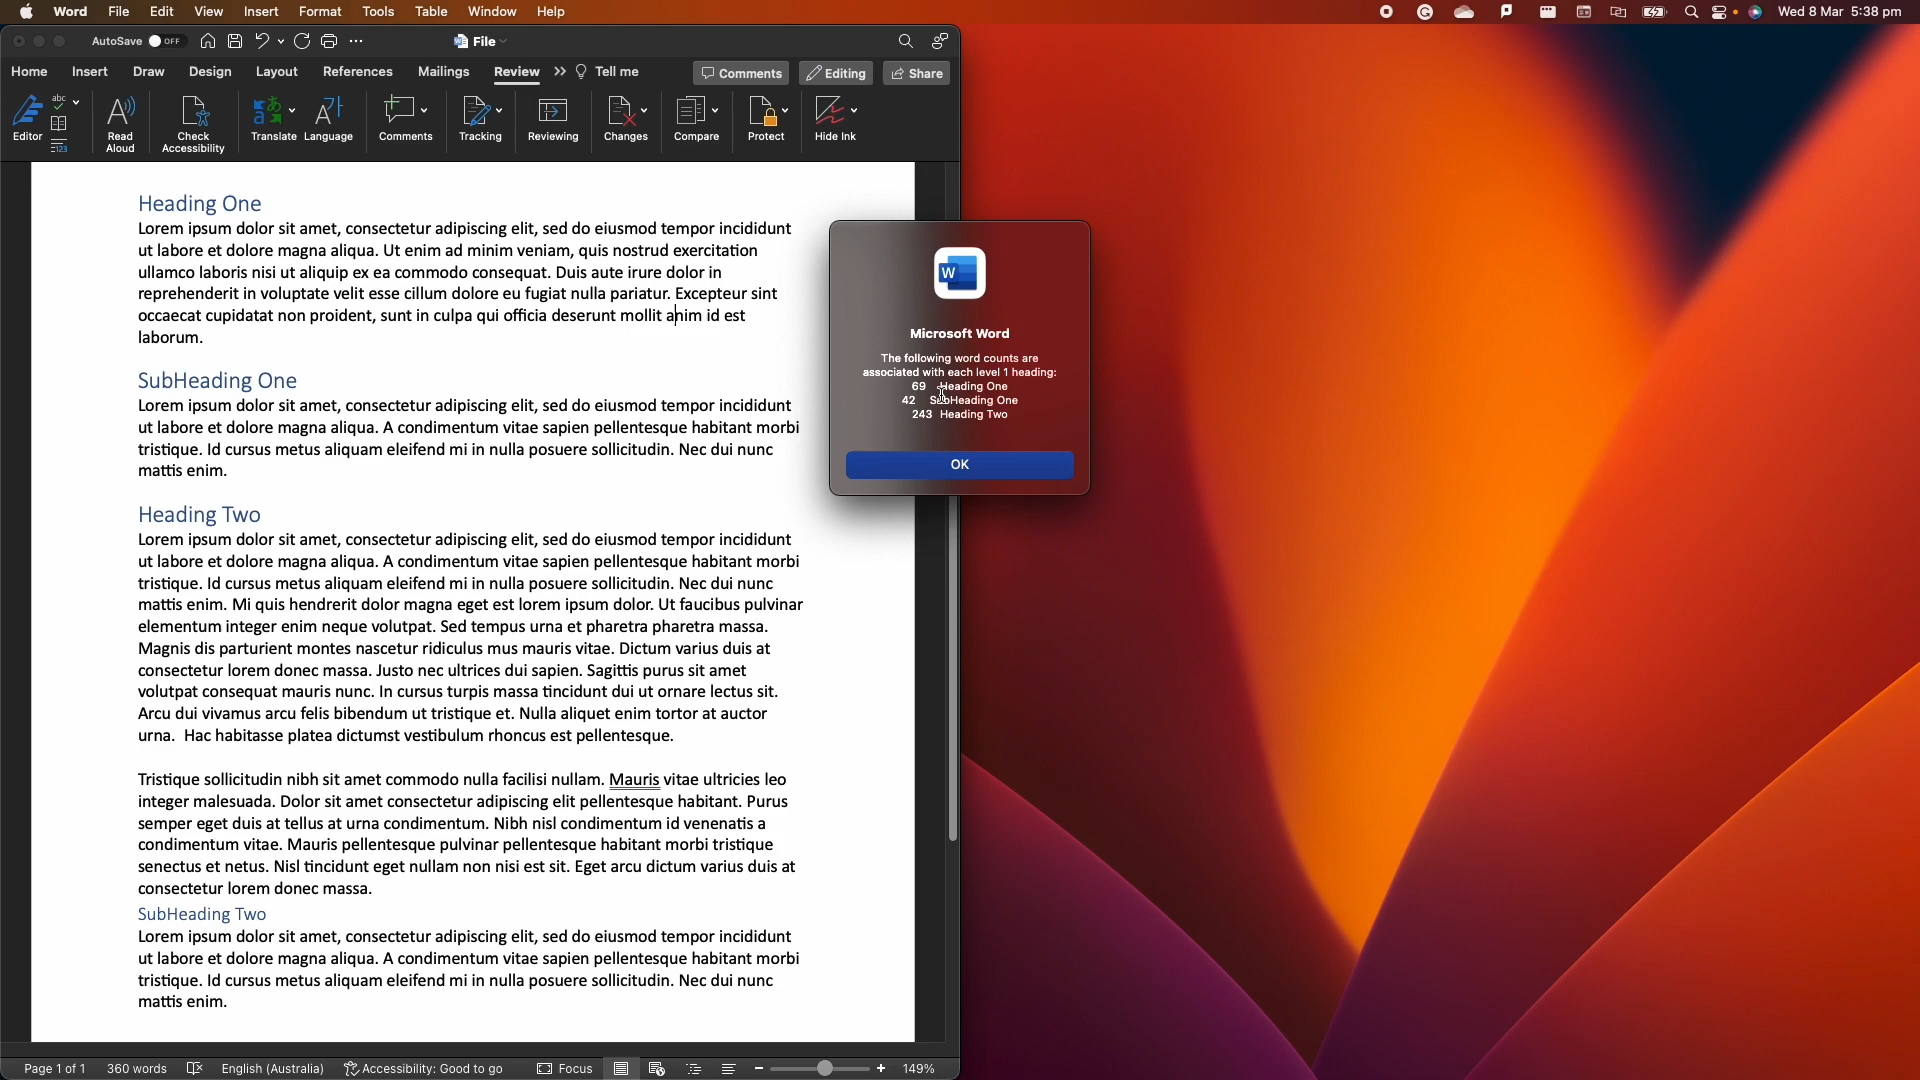 Word File Edit View Insert Format Tools Table Window Help Wed 8 Mar 5:38 pm
AutoSave OFF File
Home Insert Draw Design Layout References Mailings Review Tell me Comments Editing Share
abc
123
Editor Read Aloud Check Accessibility Translate Language Comments Tracking Reviewing Changes Compare Protect Hide Ink
Heading One
Lorem ipsum dolor sit amet, consectetur adipiscing elit, sed do eiusmod tempor incididunt
ut labore et dolore magna aliqua. Ut enim ad minim veniam, quis nostrud exercitation
ullamco laboris nisi ut aliquip ex ea commodo consequat. Duis aute irure dolor in
reprehenderit in voluptate velit esse cillum dolore eu fugiat nulla pariatur. Excepteur sint
occaecat cupidatat non proident, sunt in culpa qui officia deserunt mollit anim id est
laborum.
SubHeading One
Lorem ipsum dolor sit amet, consectetur adipiscing elit, sed do eiusmod tempor incididunt
ut labore et dolore magna aliqua. A condimentum vitae sapien pellentesque habitant morbi
tristique. Id cursus metus aliquam eleifend mi in nulla posuere sollicitudin. Nec dui nunc
mattis enim.
Heading Two
Lorem ipsum dolor sit amet, consectetur adipiscing elit, sed do eiusmod tempor incididunt
ut labore et dolore magna aliqua. A condimentum vitae sapien pellentesque habitant morbi
tristique. Id cursus metus aliquam eleifend mi in nulla posuere sollicitudin. Nec dui nunc
mattis enim. Mi quis hendrerit dolor magna eget est lorem ipsum dolor. Ut faucibus pulvinar
elementum integer enim neque volutpat. Sed tempus urna et pharetra pharetra massa.
Magnis dis parturient montes nascetur ridiculus mus mauris vitae. Dictum varius duis at
consectetur lorem donec massa. Justo nec ultrices dui sapien. Sagittis purus sit amet
volutpat consequat mauris nunc. In cursus turpis massa tincidunt dui ut ornare lectus sit.
Arcu dui vivamus arcu felis bibendum ut tristique et. Nulla aliquet enim tortor at auctor
urna. Hac habitasse platea dictumst vestibulum rhoncus est pellentesque.
Tristique sollicitudin nibh sit amet commodo nulla facilisi nullam. Mauris vitae ultricies leo
integer malesuada. Dolor sit amet consectetur adipiscing elit pellentesque habitant. Purus
semper eget duis at tellus at urna condimentum. Nibh nisl condimentum id venenatis a
condimentum vitae. Mauris pellentesque pulvinar pellentesque habitant morbi tristique
senectus et netus. Nisl tincidunt eget nullam non nisi est sit. Eget arcu dictum varius duis at
consectetur lorem donec massa.
SubHeading Two
Lorem ipsum dolor sit amet, consectetur adipiscing elit, sed do eiusmod tempor incididunt
ut labore et dolore magna aliqua. A condimentum vitae sapien pellentesque habitant morbi
tristique. Id cursus metus aliquam eleifend mi in nulla posuere sollicitudin. Nec dui nunc
mattis enim.
W
Microsoft Word
The following word counts are
associated with each level 1 heading:
69 Heading One
42 SubHeading One
243 Heading Two
OK
Page 1 of 1 360 words English (Australia) Accessibility: Good to go Focus 149%